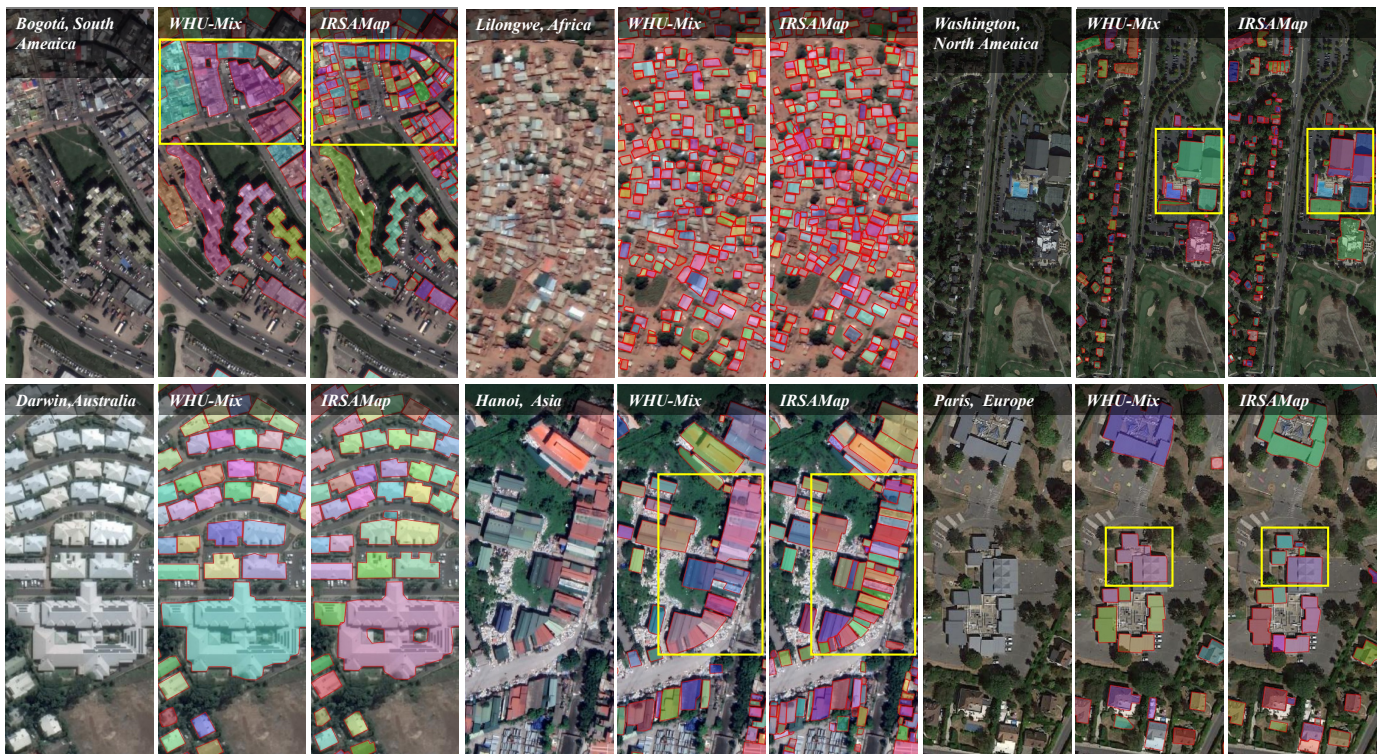 Bogotá, South
Ameaica
WHU-Mix
IRSAMap
Lilongwe, Africa
WHU-Mix
IRSAMap
Washington,
North Ameaica
WHU-Mix
IRSAMap
Darwin,Australia
WHU-Mix
IRSAMap
Hanoi, Asia
WHU-Mix
IRSAMap
Paris, Europe
WHU-Mix
IRSAMap